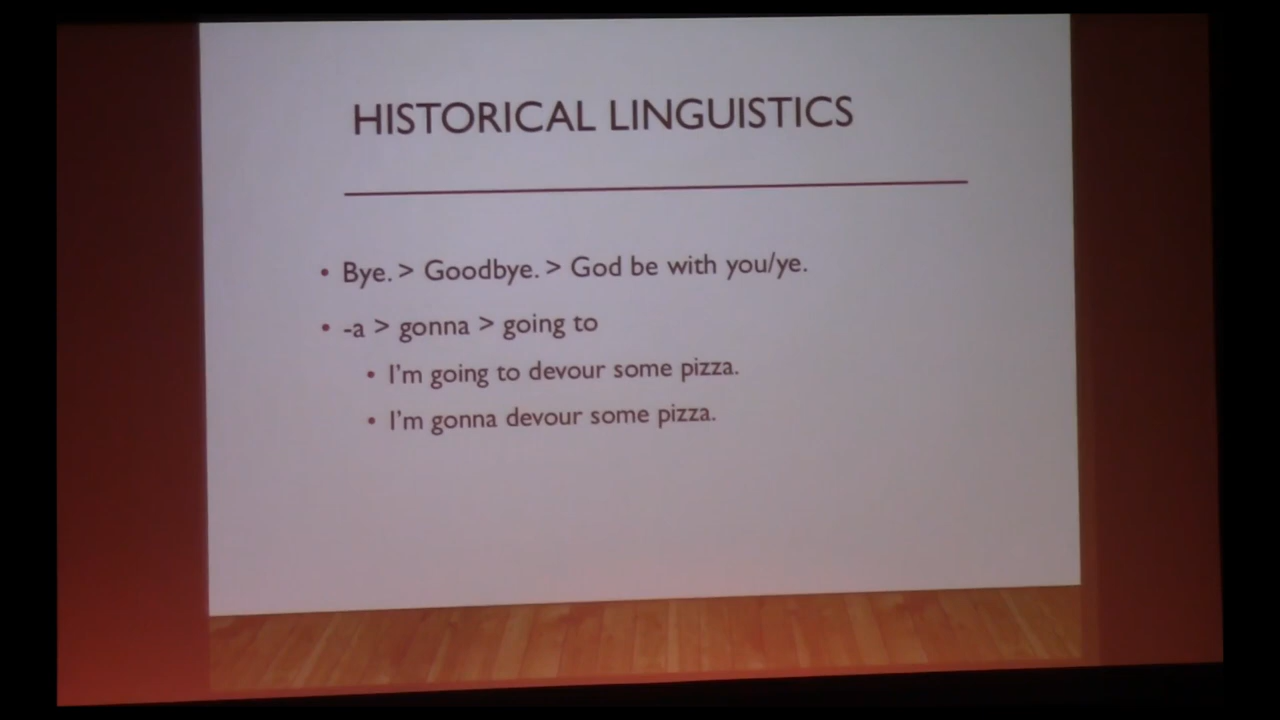 HISTORICAL LINGUISTICS
• Bye. > Goodbye. > God be with you/ye.
• -a > gonna > going to
• I'm going to devour some pizza.
• I'm gonna devour some pizza.